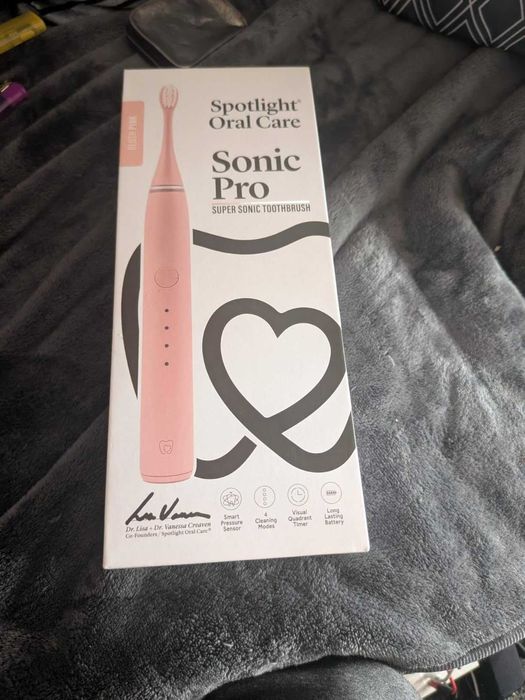 BLUSH PINK
Spotlight®
Oral Care
Sonic
Pro
SUPER SONIC TOOTHBRUSH
Dr. Lisa + Dr. Vanessa Creaven
Co-Founders / Spotlight Oral Care®
Smart
Pressure
Sensor
4
Cleaning
Modes
Visual
Quadrant
Timer
Long
Lasting
Battery